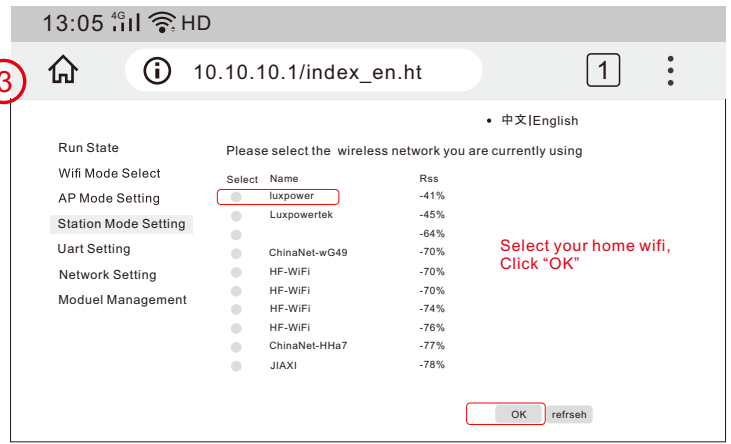 13:05 4G HD
3
10.10.10.1/index_en.ht
1
• 中文|English
Run State
Wifi Mode Select
AP Mode Setting
Station Mode Setting
Uart Setting
Network Setting
Moduel Management
Please select the wireless network you are currently using
Select Name Rss
luxpower -41%
Luxpowertek -45%
-64%
ChinaNet-wG49 -70%
HF-WiFi -70%
HF-WiFi -70%
HF-WiFi -74%
HF-WiFi -76%
ChinaNet-HHa7 -77%
JIAXI -78%
Select your home wifi,
Click “OK”
OK refrseh